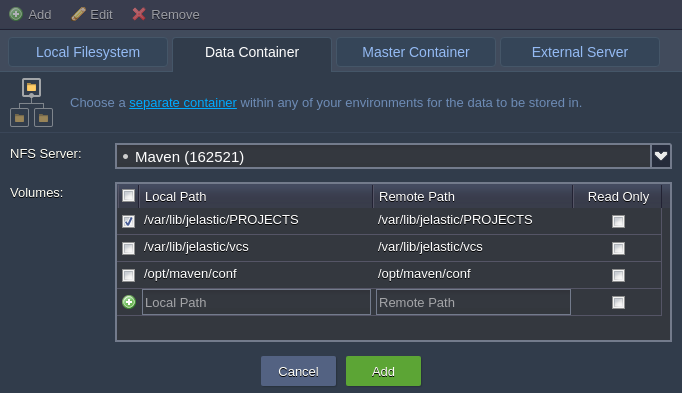 Add Edit Remove
Local Filesystem Data Container Master Container External Server
Choose a separate container within any of your environments for the data to be stored in.
NFS Server: Maven (162521)
Volumes: Local Path Remote Path Read Only
/var/lib/jelastic/PROJECTS /var/lib/jelastic/PROJECTS
/var/lib/jelastic/vcs /var/lib/jelastic/vcs
/opt/maven/conf /opt/maven/conf
Local Path Remote Path
Cancel Add